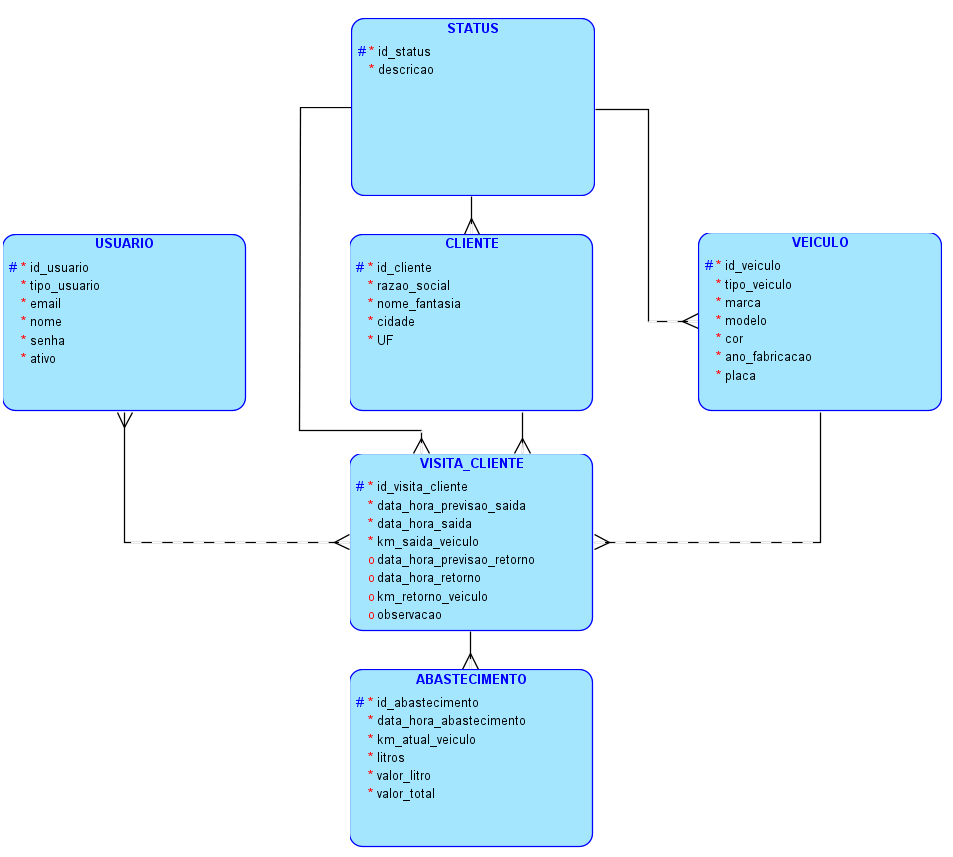 STATUS
# * id_status
* descricao
USUARIO
# * id_usuario
* tipo_usuario
* email
* nome
* senha
* ativo
CLIENTE
# * id_cliente
* razao_social
* nome_fantasia
* cidade
* UF
VEICULO
# * id_veiculo
* tipo_veiculo
* marca
* modelo
* cor
* ano_fabricacao
* placa
VISITA_CLIENTE
# * id_visita_cliente
* data_hora_previsao_saida
* data_hora_saida
* km_saida_veiculo
o data_hora_previsao_retorno
o data_hora_retorno
o km_retorno_veiculo
o observacao
ABASTECIMENTO
# * id_abastecimento
* data_hora_abastecimento
* km_atual_veiculo
* litros
* valor_litro
* valor_total